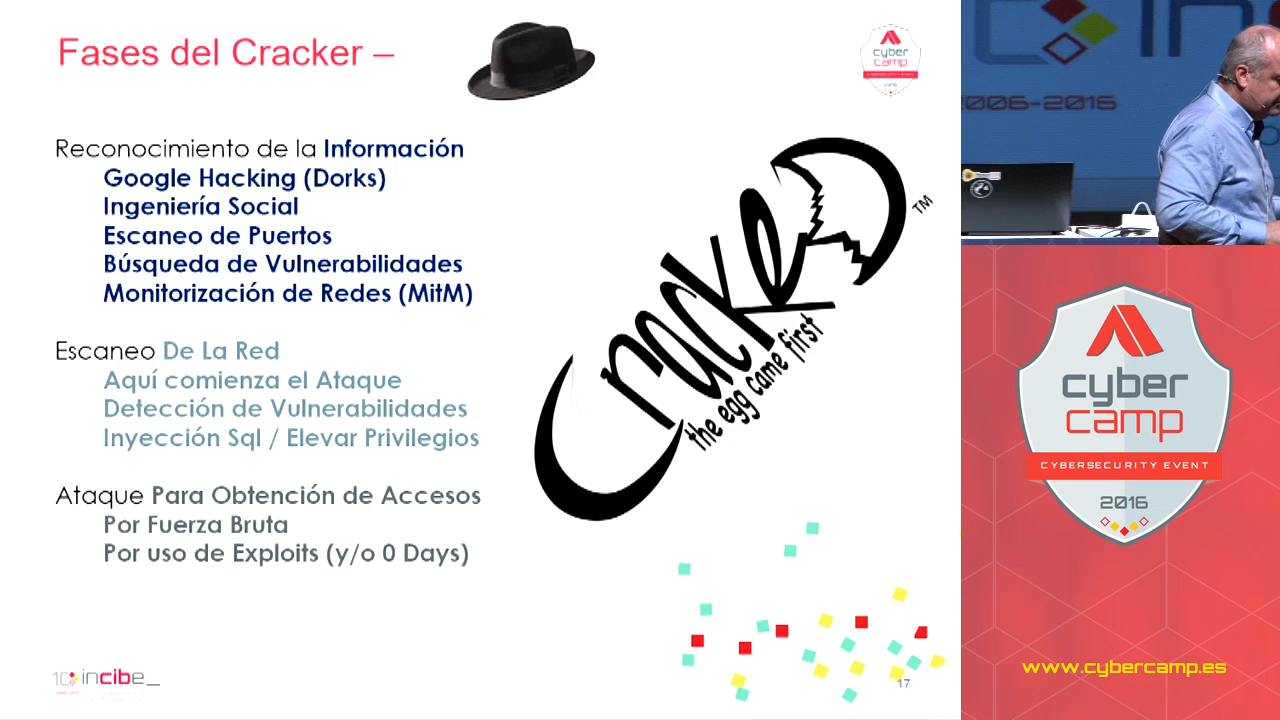 Fases del Cracker –
cyber
camp
CYBERSECURITY EVENT
Reconocimiento de la Información
Google Hacking (Dorks)
Ingeniería Social
Escaneo de Puertos
Búsqueda de Vulnerabilidades
Monitorización de Redes (MitM)
Escaneo De La Red
Aquí comienza el Ataque
Detección de Vulnerabilidades
Inyección Sql / Elevar Privilegios
Ataque Para Obtención de Accesos
Por Fuerza Bruta
Por uso de Exploits (y/o 0 Days)
Cracked ™
the egg came first
10 incibe_
17
2006-2016
cyber
camp
CYBERSECURITY EVENT
2016
www.cybercamp.es